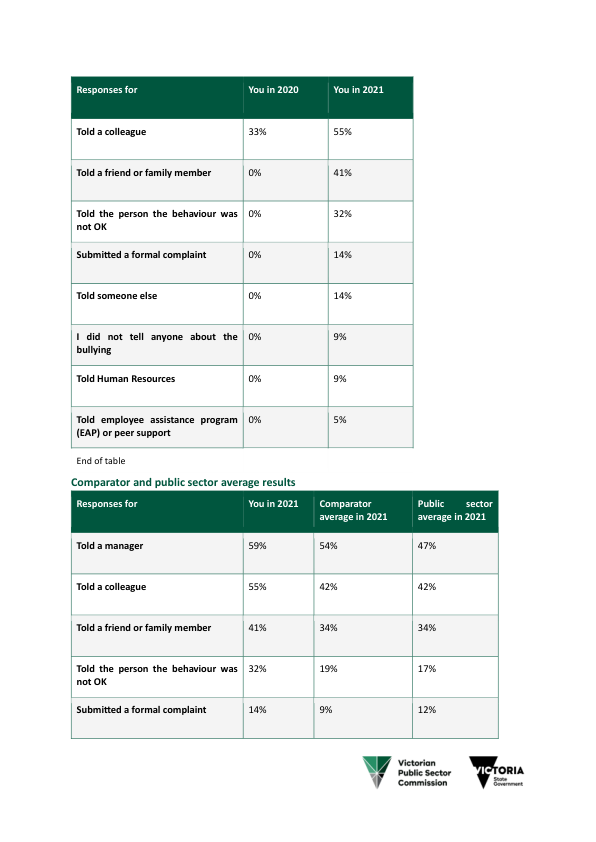 Responses for You in 2020 You in 2021
Told a colleague 33% 55%
Told a friend or family member 0% 41%
Told the person the behaviour was 0% 32%
not OK
Submitted a formal complaint 0% 14%
Told someone else 0% 14%
I did not tell anyone about the 0% 9%
bullying
Told Human Resources 0% 9%
Told employee assistance program 0% 5%
(EAP) or peer support
End of table
Comparator and public sector average results
Responses for You in 2021 Comparator Public sector
average in 2021 average in 2021
Told a manager 59% 54% 47%
Told a colleague 55% 42% 42%
Told a friend or family member 41% 34% 34%
Told the person the behaviour was 32% 19% 17%
not OK
Submitted a formal complaint 14% 9% 12%
Victorian
Public Sector
Commission
VICTORIA
State
Government